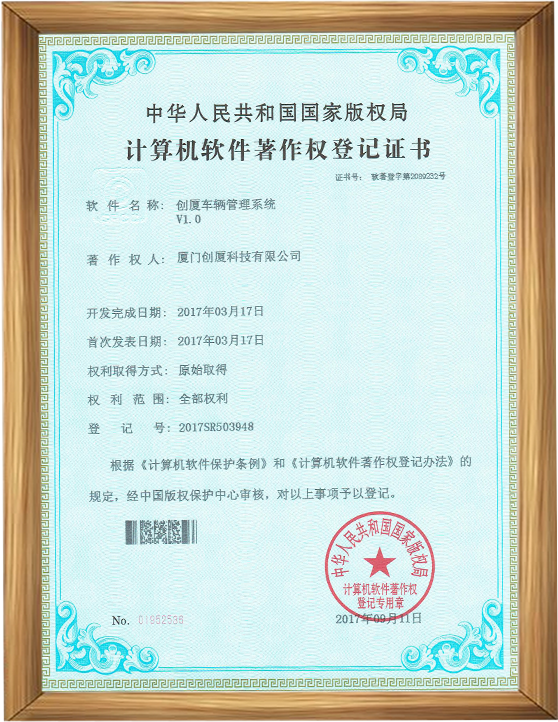 中华人民共和国国家版权局
计算机软件著作权登记证书
证书号： 软著登字第2089232号
软件名称： 创厦车辆管理系统
V1.0
著作权人： 厦门创厦科技有限公司
开发完成日期： 2017年03月17日
首次发表日期： 2017年03月17日
权利取得方式： 原始取得
权利范围： 全部权利
登记号： 2017SR503948
根据《计算机软件保护条例》和《计算机软件著作权登记办法》的
规定，经中国版权保护中心审核，对以上事项予以登记。
中华人民共和国国家版权局
计算机软件著作权
登记专用章
No. 01952536
2017年09月11日